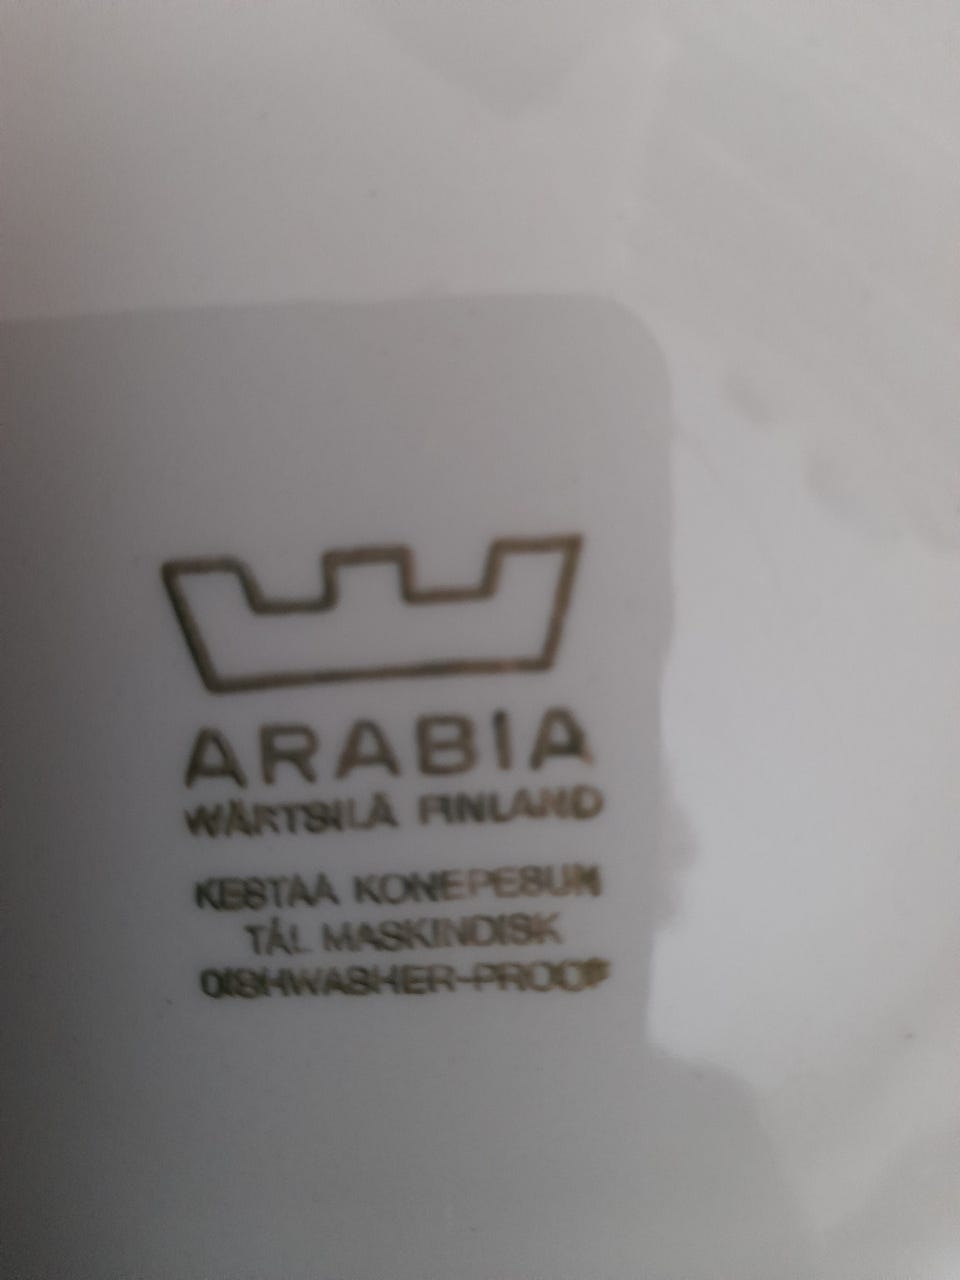 ARABIA
WÄRTSILÄ FINLAND
KESTÄÄ KONEPESUN
TÅL MASKINDISK
DISHWASHER-PROOF